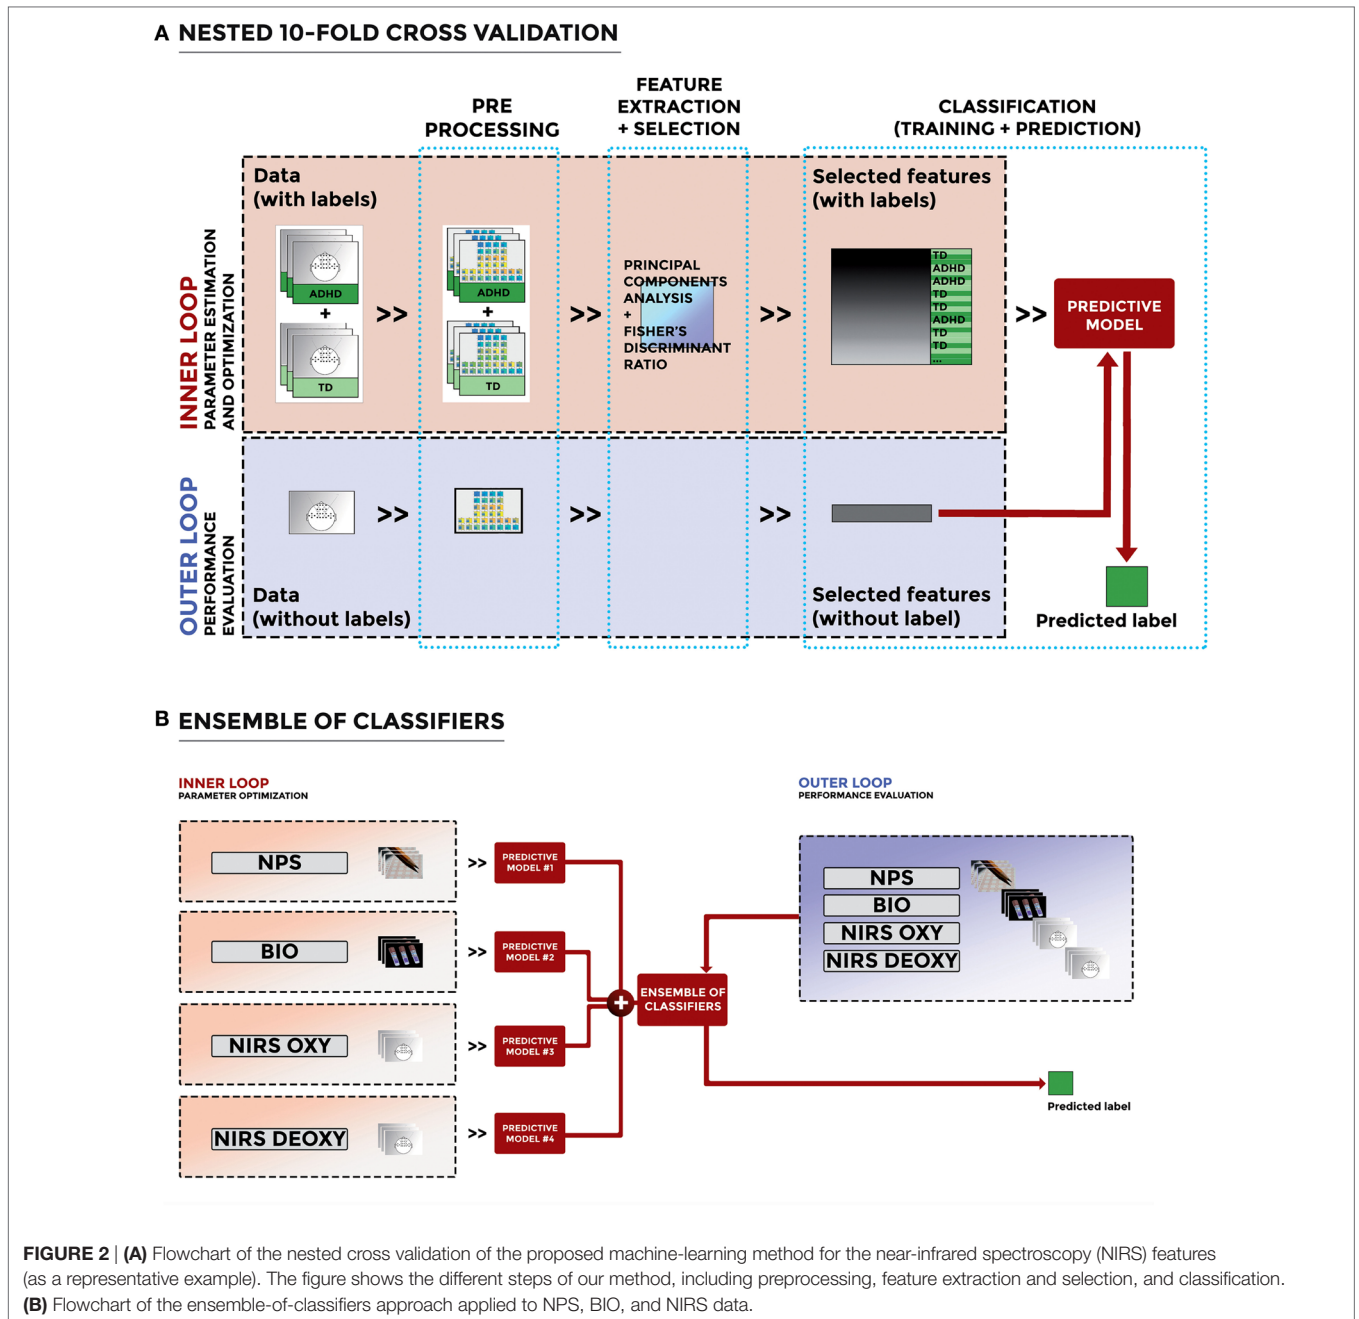 A NESTED 10-FOLD CROSS VALIDATION
PRE
PROCESSING
FEATURE
EXTRACTION
+ SELECTION
CLASSIFICATION
(TRAINING + PREDICTION)
INNER LOOP
PARAMETER ESTIMATION
AND OPTIMIZATION
Data
(with labels)
ADHD
+
TD
>>
ADHD
+
TD
>>
PRINCIPAL
COMPONENTS
ANALYSIS
+
FISHER'S
DISCRIMINANT
RATIO
>>
Selected features
(with labels)
TD
ADHD
ADHD
TD
TD
ADHD
TD
TD
...
>>
PREDICTIVE
MODEL
OUTER LOOP
PERFORMANCE
EVALUATION
>>
>>
>>
Data
(without labels)
Selected features
(without label)
Predicted label
B ENSEMBLE OF CLASSIFIERS
INNER LOOP
PARAMETER OPTIMIZATION
NPS
>>
PREDICTIVE
MODEL #1
BIO
>>
PREDICTIVE
MODEL #2
NIRS OXY
>>
PREDICTIVE
MODEL #3
NIRS DEOXY
>>
PREDICTIVE
MODEL #4
+
ENSEMBLE OF
CLASSIFIERS
OUTER LOOP
PERFORMANCE EVALUATION
NPS
BIO
NIRS OXY
NIRS DEOXY
Predicted label
FIGURE 2 | (A) Flowchart of the nested cross validation of the proposed machine-learning method for the near-infrared spectroscopy (NIRS) features
(as a representative example). The figure shows the different steps of our method, including preprocessing, feature extraction and selection, and classification.
(B) Flowchart of the ensemble-of-classifiers approach applied to NPS, BIO, and NIRS data.